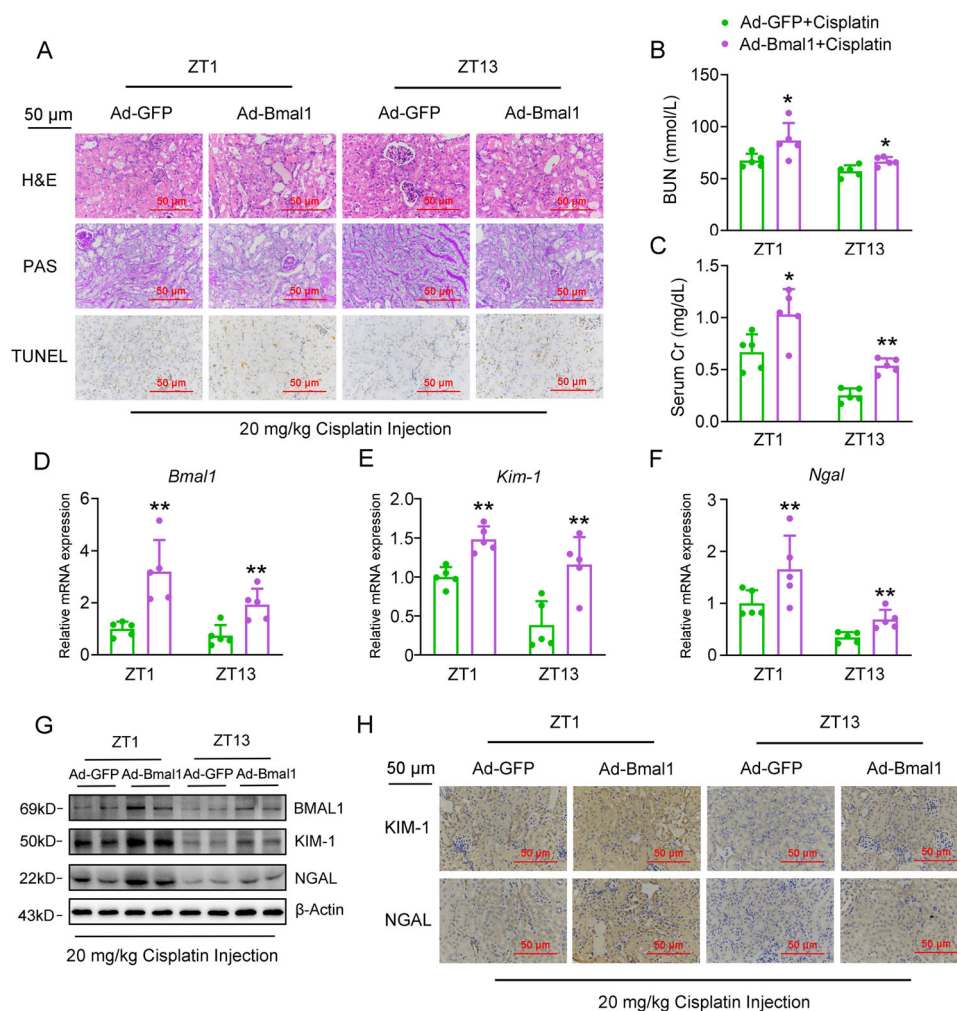 ● Ad-GFP+Cisplatin
● Ad-Bmal1+Cisplatin
A
ZT1 ZT13
50 µm Ad-GFP Ad-Bmal1 Ad-GFP Ad-Bmal1
H&E
50 µm 50 µm 50 µm 50 µm
PAS
50 µm 50 µm 50 µm 50 µm
TUNEL
50 µm 50 µm 50 µm 50 µm
20 mg/kg Cisplatin Injection
B
BUN (mmol/L)
150
100
50
0
* *
ZT1 ZT13
C
Serum Cr (mg/dL)
1.5
1.0
0.5
0.0
* **
ZT1 ZT13
D
Bmal1
Relative mRNA expression
6
4
2
0
** **
ZT1 ZT13
E
Kim-1
Relative mRNA expression
2.0
1.5
1.0
0.5
0.0
** **
ZT1 ZT13
F
Ngal
Relative mRNA expression
3
2
1
0
** **
ZT1 ZT13
G
ZT1 ZT13
Ad-GFP Ad-Bmal1 Ad-GFP Ad-Bmal1
69kD- BMAL1
50kD- KIM-1
22kD- NGAL
43kD- β-Actin
20 mg/kg Cisplatin Injection
H
ZT1 ZT13
50 µm Ad-GFP Ad-Bmal1 Ad-GFP Ad-Bmal1
KIM-1
50 µm 50 µm 50 µm 50 µm
NGAL
50 µm 50 µm 50 µm 50 µm
20 mg/kg Cisplatin Injection